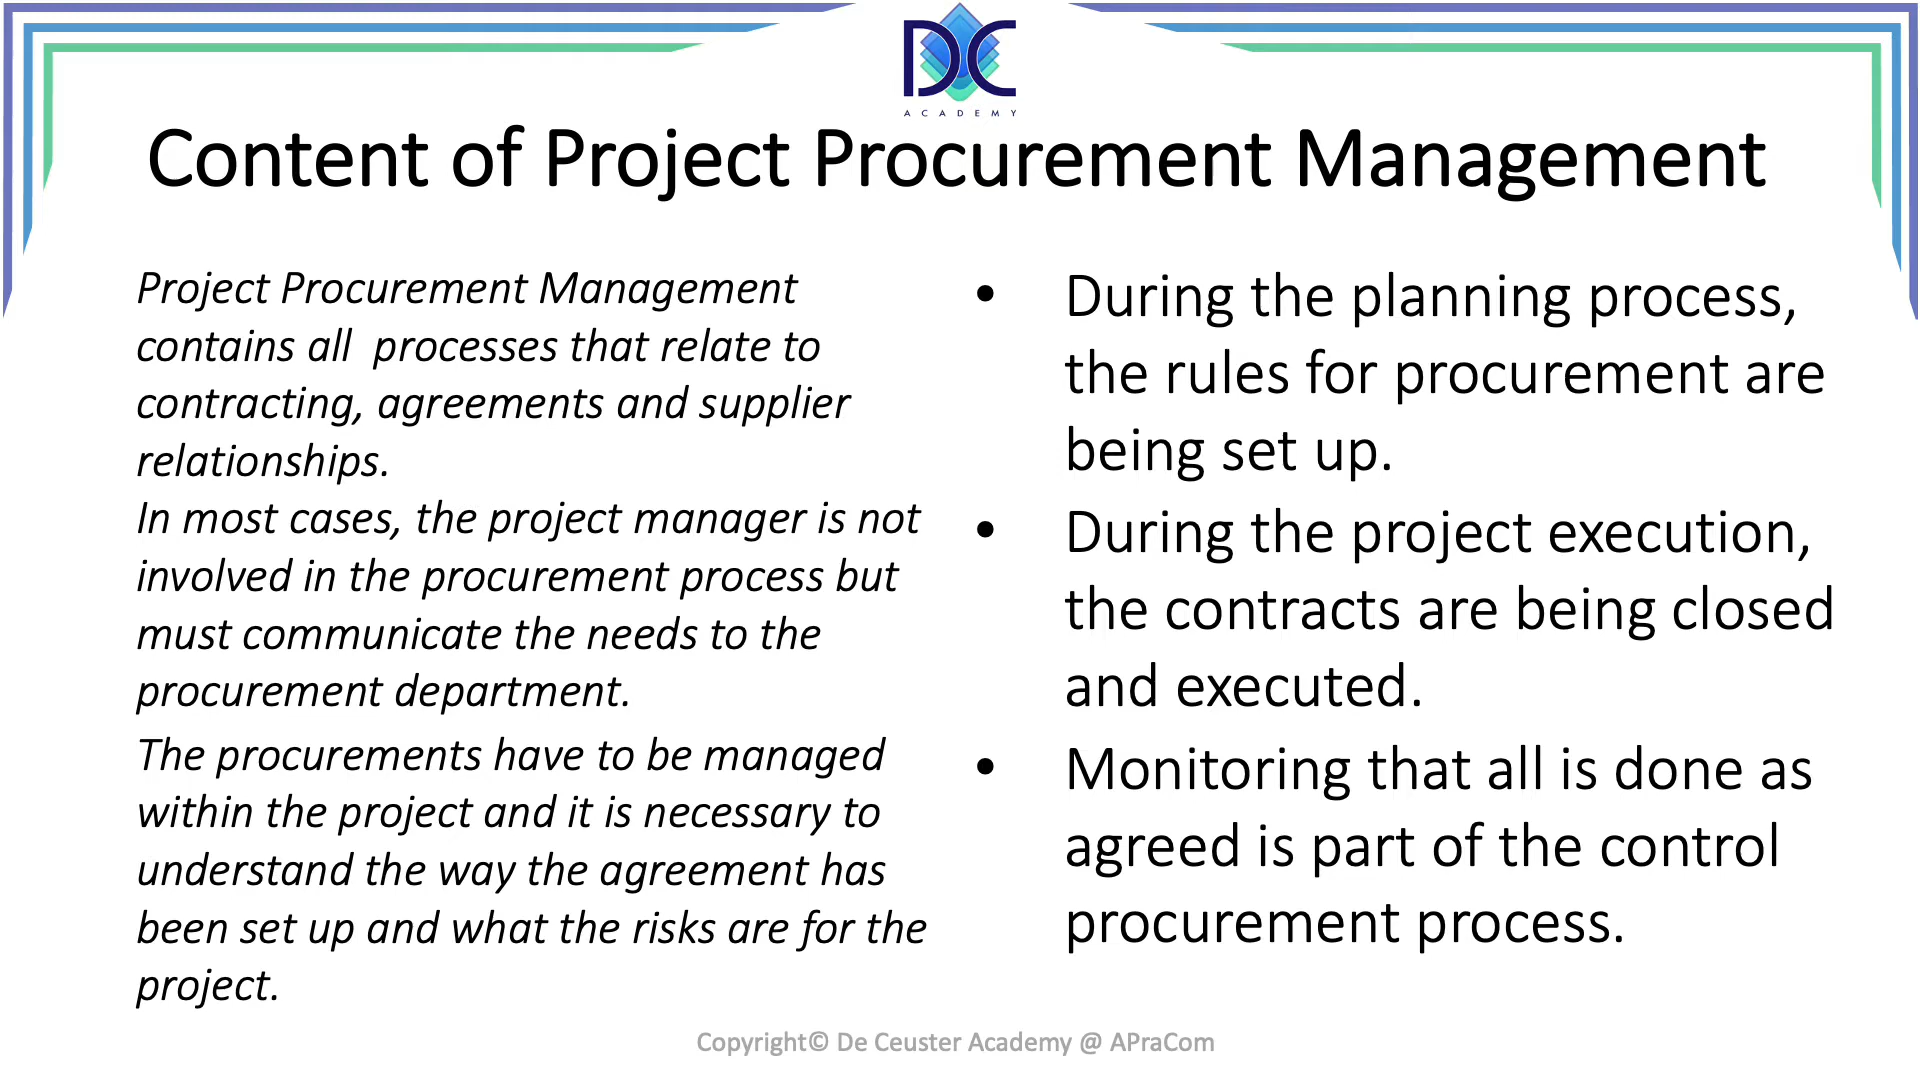 DC
ACADEMY
Content of Project Procurement Management
Project Procurement Management
contains all  processes that relate to
contracting, agreements and supplier
relationships.
In most cases, the project manager is not
involved in the procurement process but
must communicate the needs to the
procurement department.
The procurements have to be managed
within the project and it is necessary to
understand the way the agreement has
been set up and what the risks are for the
project.
• During the planning process,
the rules for procurement are
being set up.
• During the project execution,
the contracts are being closed
and executed.
• Monitoring that all is done as
agreed is part of the control
procurement process.
Copyright© De Ceuster Academy @ APraCom